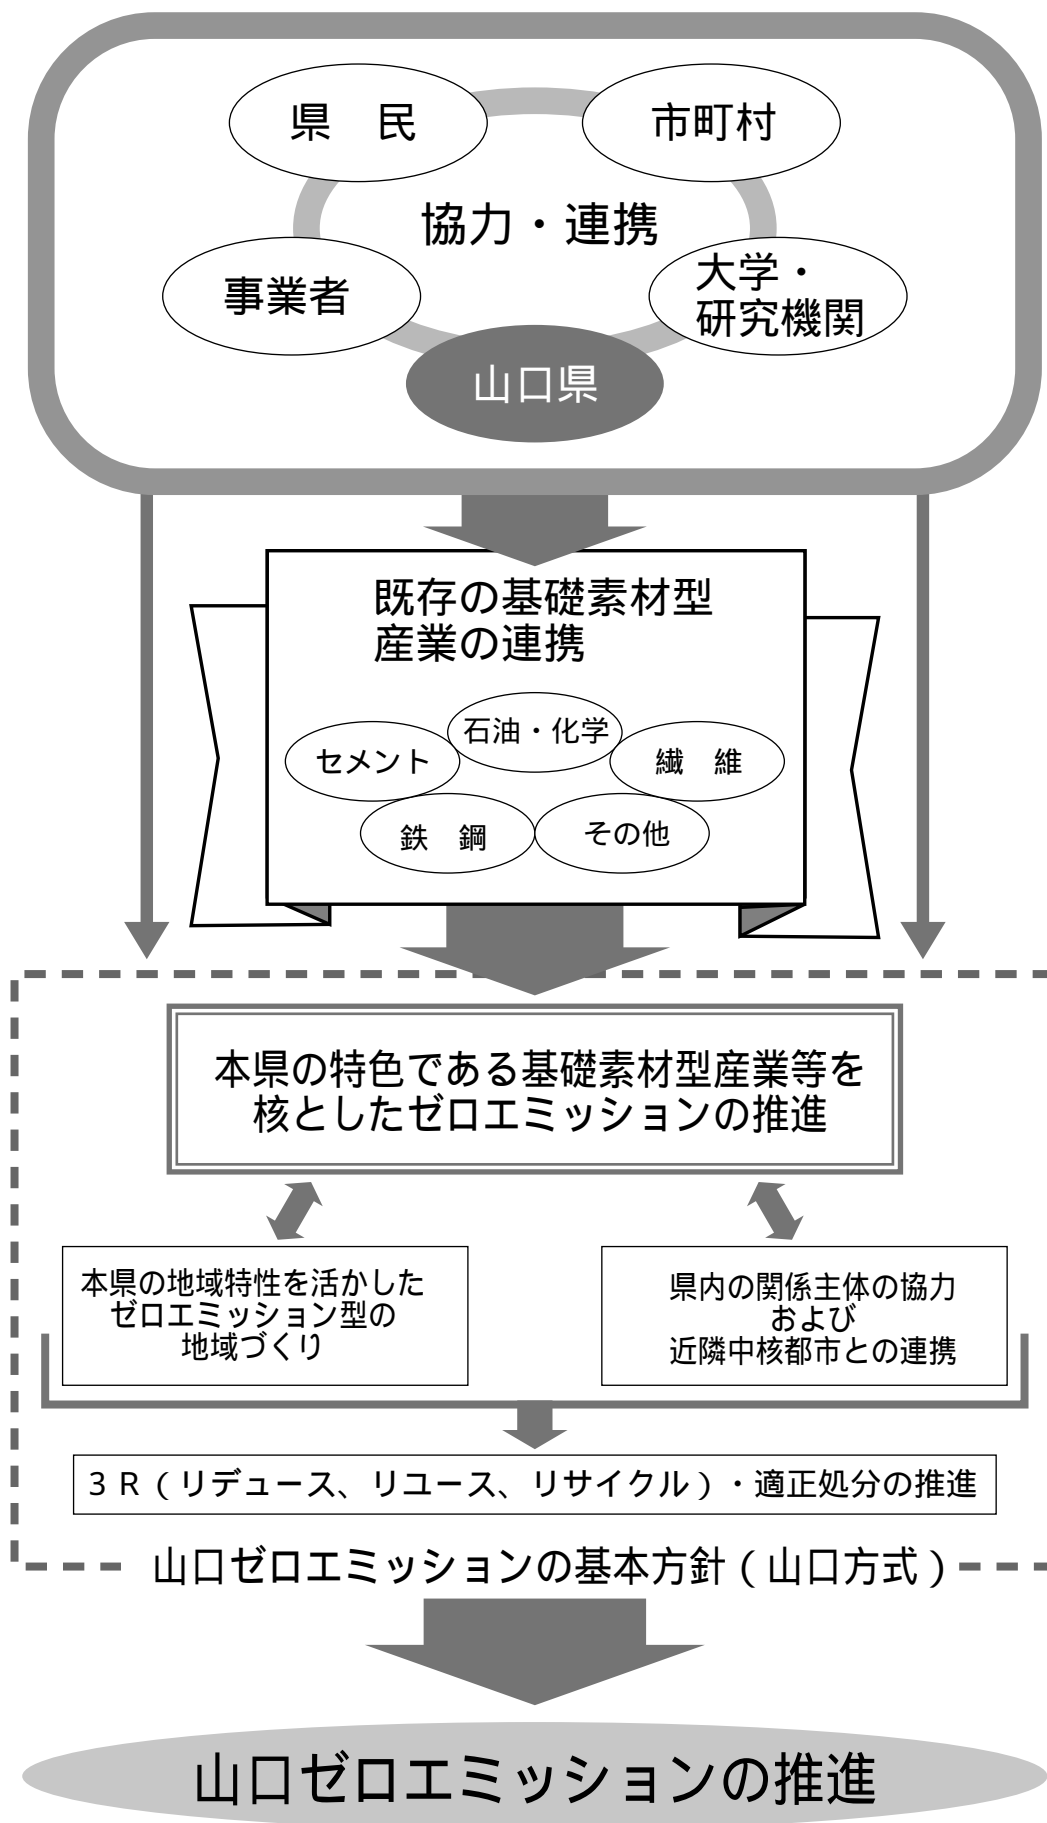 県　民
市町村
協力・連携
事業者
大学・
研究機関
山口県
既存の基礎素材型
産業の連携
石油・化学
セメント
繊　維
鉄　鋼
その他
本県の特色である基礎素材型産業等を
核としたゼロエミッションの推進
本県の地域特性を活かした
ゼロエミッション型の
地域づくり
県内の関係主体の協力
および
近隣中核都市との連携
３Ｒ（リデュース、リユース、リサイクル）・適正処分の推進
山口ゼロエミッションの基本方針（山口方式）
山口ゼロエミッションの推進